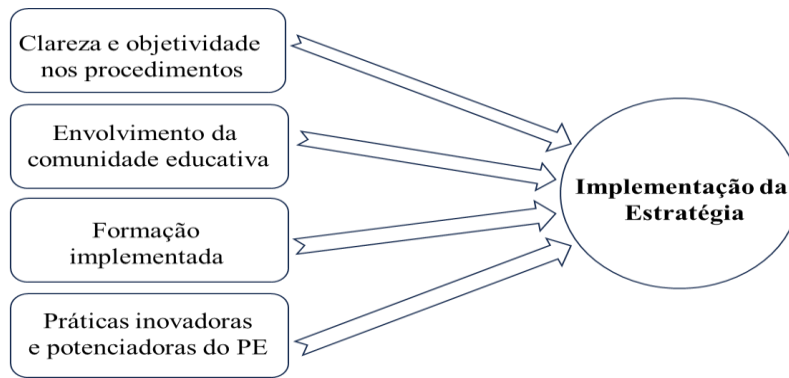 Clareza e objetividade
nos procedimentos
Envolvimento da
comunidade educativa
Formação
implementada
Práticas inovadoras
e potenciadoras do PE
Implementação da
Estratégia